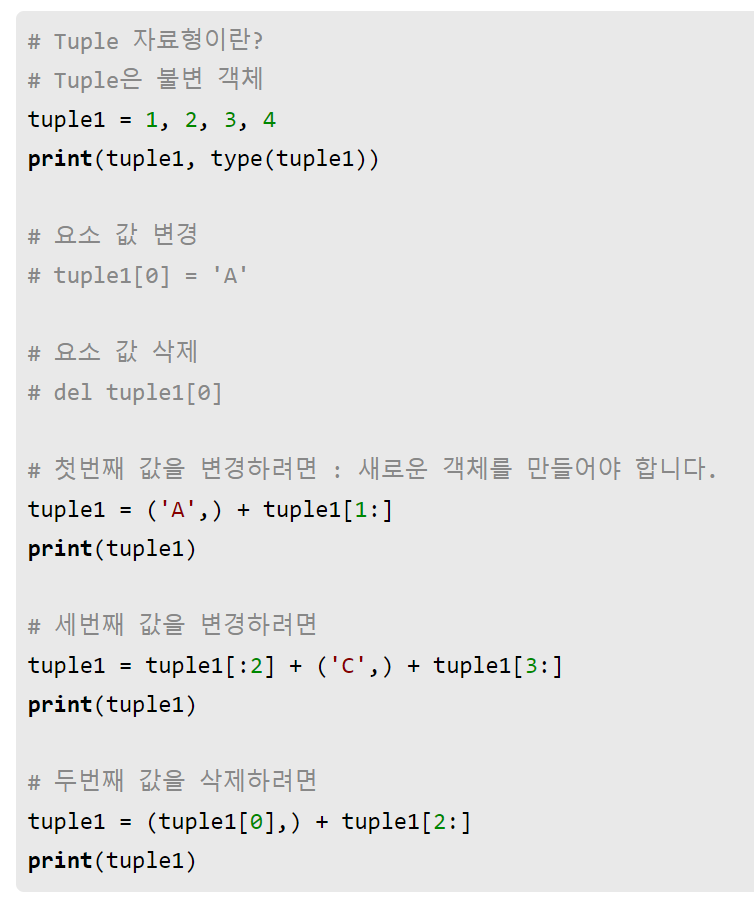 # Tuple 자료형이란?
# Tuple은 불변 객체
tuple1 = 1, 2, 3, 4
print(tuple1, type(tuple1))
# 요소 값 변경
# tuple1[0] = 'A'
# 요소 값 삭제
# del tuple1[0]
# 첫번째 값을 변경하려면 : 새로운 객체를 만들어야 합니다.
tuple1 = ('A',) + tuple1[1:]
print(tuple1)
# 세번째 값을 변경하려면
tuple1 = tuple1[:2] + ('C',) + tuple1[3:]
print(tuple1)
# 두번째 값을 삭제하려면
tuple1 = (tuple1[0],) + tuple1[2:]
print(tuple1)